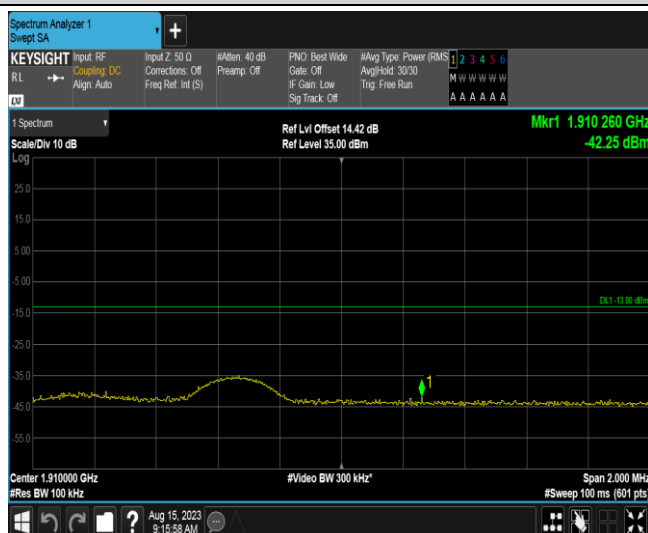 Spectrum Analyzer 1
Swept SA
+
KEYSIGHT
RL
LXI
Input: RF
Coupling: DC
Align: Auto
Input Z: 50 Ω
Corrections: Off
Freq Ref: Int (S)
#Atten: 40 dB
Preamp: Off
PNO: Best Wide
Gate: Off
IF Gain: Low
Sig Track: Off
#Avg Type: Power (RMS
Avg|Hold: 30/30
Trig: Free Run
1 2 3 4 5 6
M W W W W W
A A A A A A
1 Spectrum
Scale/Div 10 dB
Ref Lvl Offset 14.42 dB
Ref Level 35.00 dBm
Mkr1 1.910 260 GHz
-42.25 dBm
Log
25.0
15.0
5.00
-5.00
DL1 -13.00 dBm
-15.0
-25.0
-35.0
1
-45.0
-55.0
Center 1.910000 GHz
#Video BW 300 kHz*
Span 2.000 MHz
#Res BW 100 kHz
#Sweep 100 ms (601 pts)
?
Aug 15, 2023
9:15:58 AM